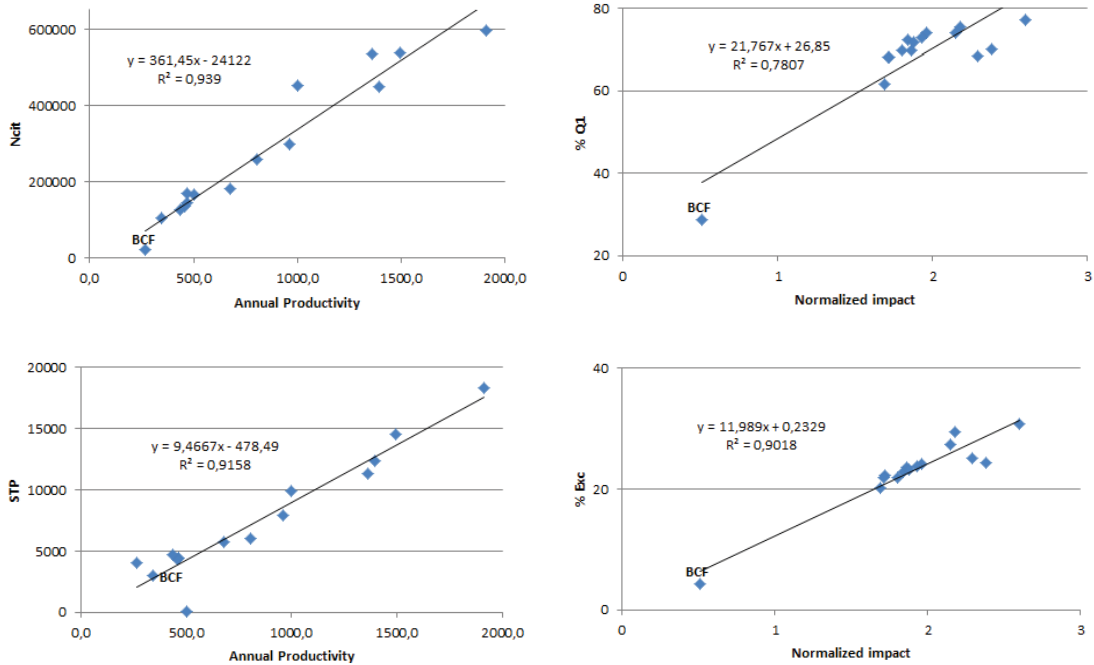 600000
400000
200000
0
Ncit
y = 361,45x - 24122
R² = 0,939
BCF
0,0 500,0 1000,0 1500,0 2000,0
Annual Productivity
80
60
40
20
% Q1
y = 21,767x + 26,85
R² = 0,7807
BCF
0 1 2 3
Normalized impact
20000
15000
10000
5000
0
STP
y = 9,4667x - 478,49
R² = 0,9158
BCF
0,0 500,0 1000,0 1500,0 2000,0
Annual Productivity
40
20
0
% Exc
y = 11,989x + 0,2329
R² = 0,9018
BCF
0 1 2 3
Normalized impact